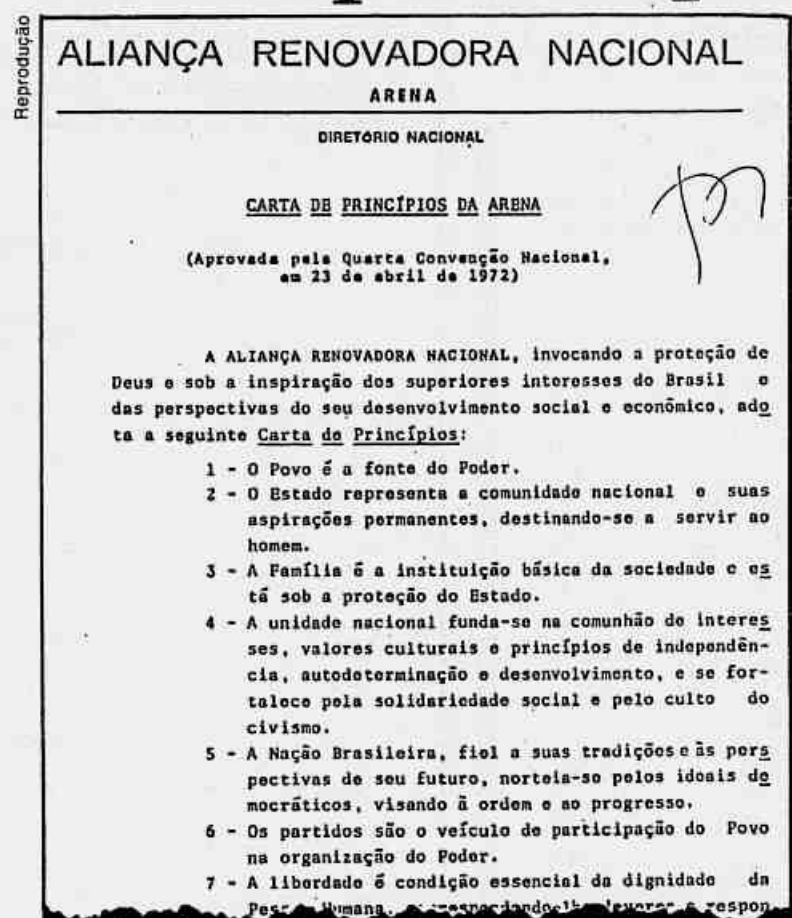 Reprodução
ALIANÇA RENOVADORA NACIONAL
ARENA
DIRETÓRIO NACIONAL
CARTA DE PRINCÍPIOS DA ARENA
(Aprovada pela Quarta Convenção Nacional,
em 23 de abril de 1972)
A ALIANÇA RENOVADORA NACIONAL, invocando a proteção de
Deus e sob a inspiração dos superiores interesses do Brasil e
das perspectivas do seu desenvolvimento social e econômico, ado
ta a seguinte Carta de Princípios:
1 - O Povo é a fonte do Poder.
2 - O Estado representa a comunidade nacional e suas
aspirações permanentes, destinando-se a servir ao
homem.
3 - A Família é a instituição básica da sociedade e es
tá sob a proteção do Estado.
4 - A unidade nacional funda-se na comunhão de interes
ses, valores culturais e princípios de independên-
cia, autodeterminação e desenvolvimento, e se for-
talece pela solidariedade social e pelo culto do
civismo.
5 - A Nação Brasileira, fiel a suas tradições e às pers
pectivas de seu futuro, norteia-se pelos ideais de
mocráticos, visando à ordem e ao progresso.
6 - Os partidos são o veículo de participação do Povo
na organização do Poder.
7 - A liberdade é condição essencial da dignidade da
Humana, e respon